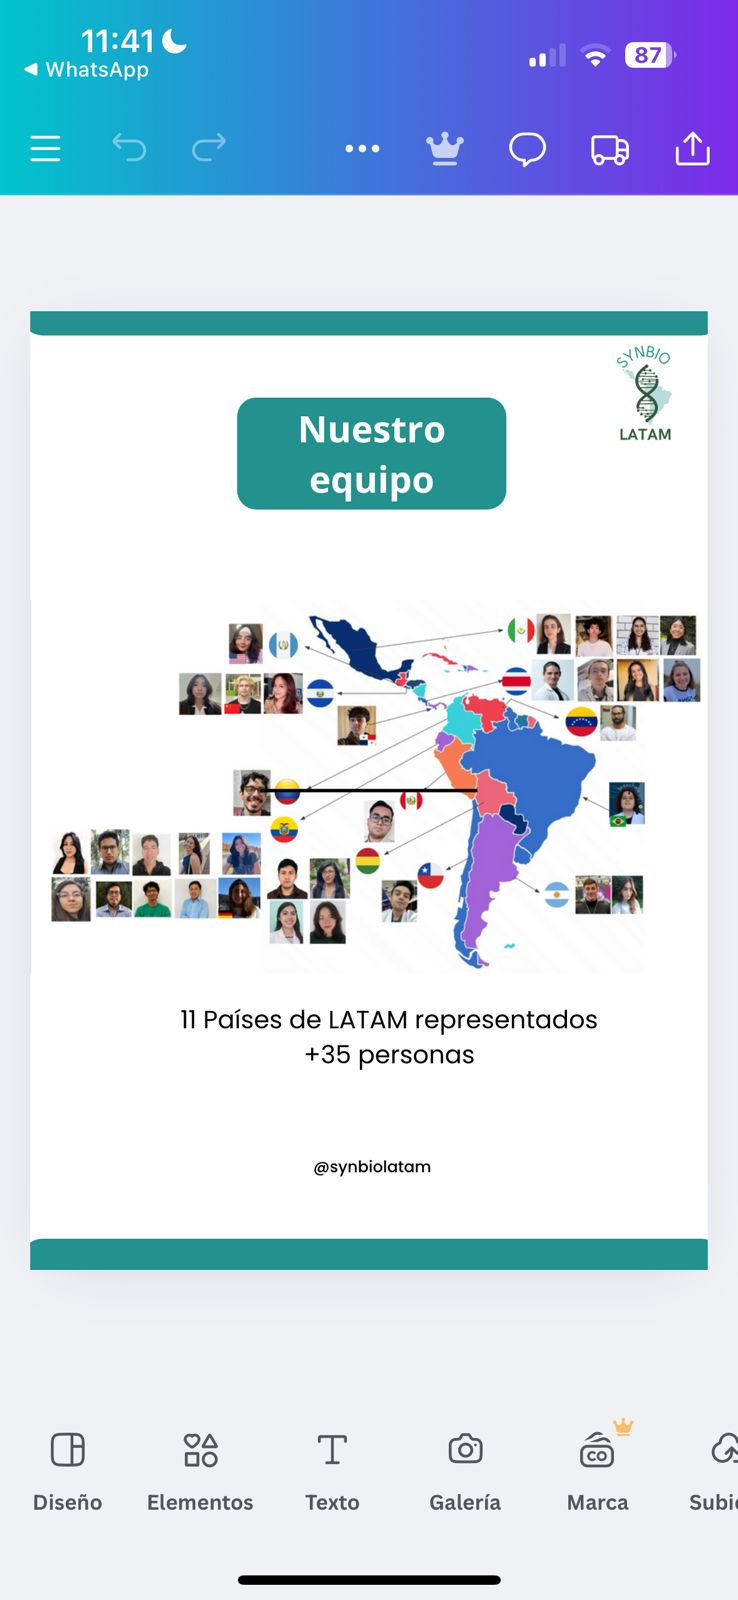 11:41
87
◀ WhatsApp
SYNBIO
LATAM
Nuestro
equipo
11 Países de LATAM representados
+35 personas
@synbiolatam
CO
Diseño Elementos Texto Galería Marca Subi